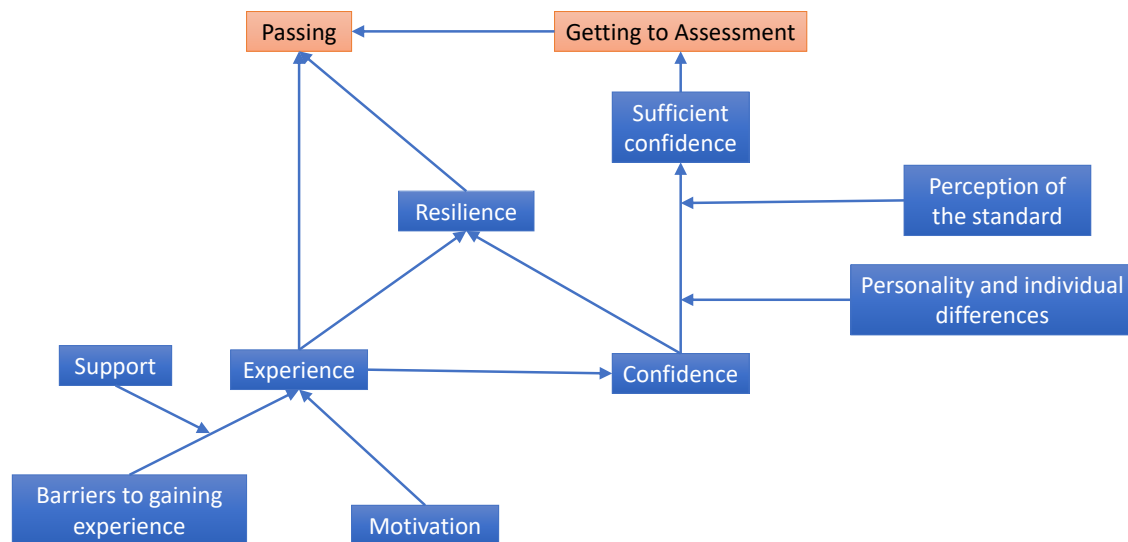 Passing
Getting to Assessment
Sufficient
confidence
Perception of
the standard
Resilience
Personality and individual
differences
Support
Experience
Confidence
Barriers to gaining
experience
Motivation